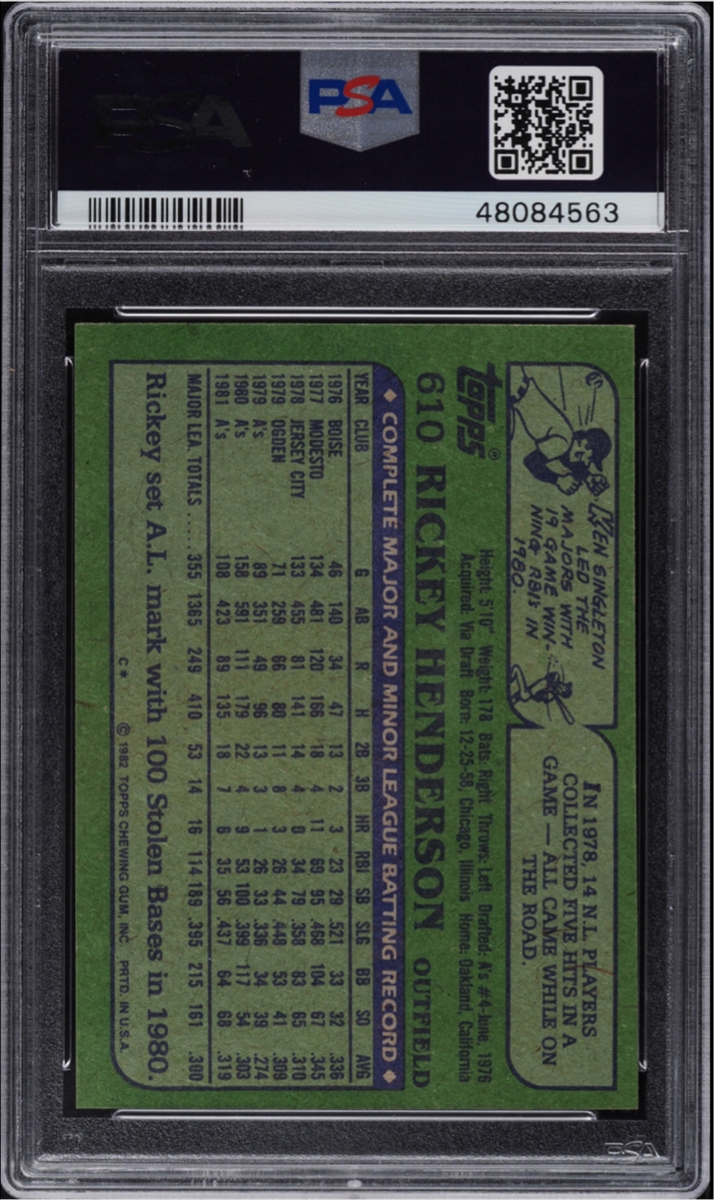 PSA
PSA
48084563
KEN SINGLETON
LED THE
MAJORS WITH
19 GAME WIN-
NING RBI's IN
1980.
IN 1978, 14 N.L. PLAYERS
COLLECTED FIVE HITS IN A
GAME — ALL CAME WHILE ON
THE ROAD.
topps®
Height: 5'10" Weight: 178 Bats: Right Throws: Left Drafted: A's #4-June, 1976
Acquired: Via Draft Born: 12-25-58, Chicago, Illinois Home: Oakland, California
610 RICKEY HENDERSON OUTFIELD
◆ COMPLETE MAJOR AND MINOR LEAGUE BATTING RECORD ◆
YEAR CLUB G AB R H 2B 3B HR RBI SB SLG BB SO AVG
1976 BOISE 46 140 34 47 13 2 3 23 29 .521 33 32 .336
1977 MODESTO 134 481 120 166 18 4 11 69 95 .468 104 67 .345
1978 JERSEY CITY 133 455 81 141 14 4 0 34 79 .358 83 65 .310
1979 OGDEN 71 259 66 80 11 8 3 26 44 .448 53 41 .309
1979 A's 89 351 49 96 13 3 1 26 33 .336 34 39 .274
1980 A's 158 591 111 179 22 4 9 53 100 .399 117 54 .303
1981 A's 108 423 89 135 18 7 6 35 56 .437 64 68 .319
MAJOR LEA. TOTALS ..... 355 1365 249 410 53 14 16 114 189 .395 215 161 .300
Rickey set A.L. mark with 100 Stolen Bases in 1980.
C* © 1982 TOPPS CHEWING GUM, INC. PRTD. IN U.S.A.
PSA